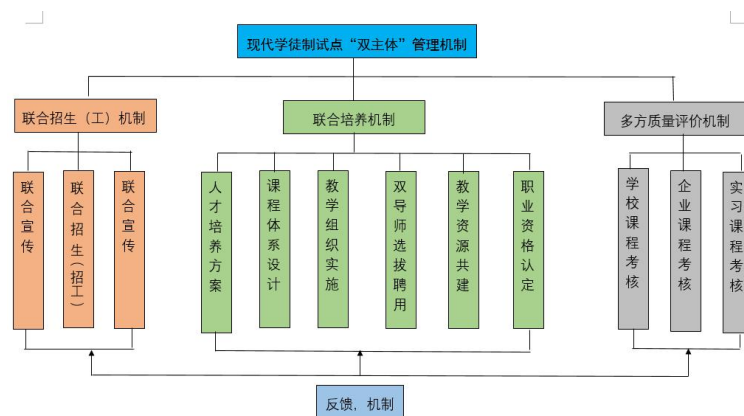 现代学徒制试点“双主体”管理机制
联合招生（工）机制
联合培养机制
多方质量评价机制
联合宣传
联合招生(招工)
联合宣传
人才培养方案
课程体系设计
教学组织实施
双导师选拔聘用
教学资源共建
职业资格认定
学校课程考核
企业课程考核
实习课程考核
反馈，机制